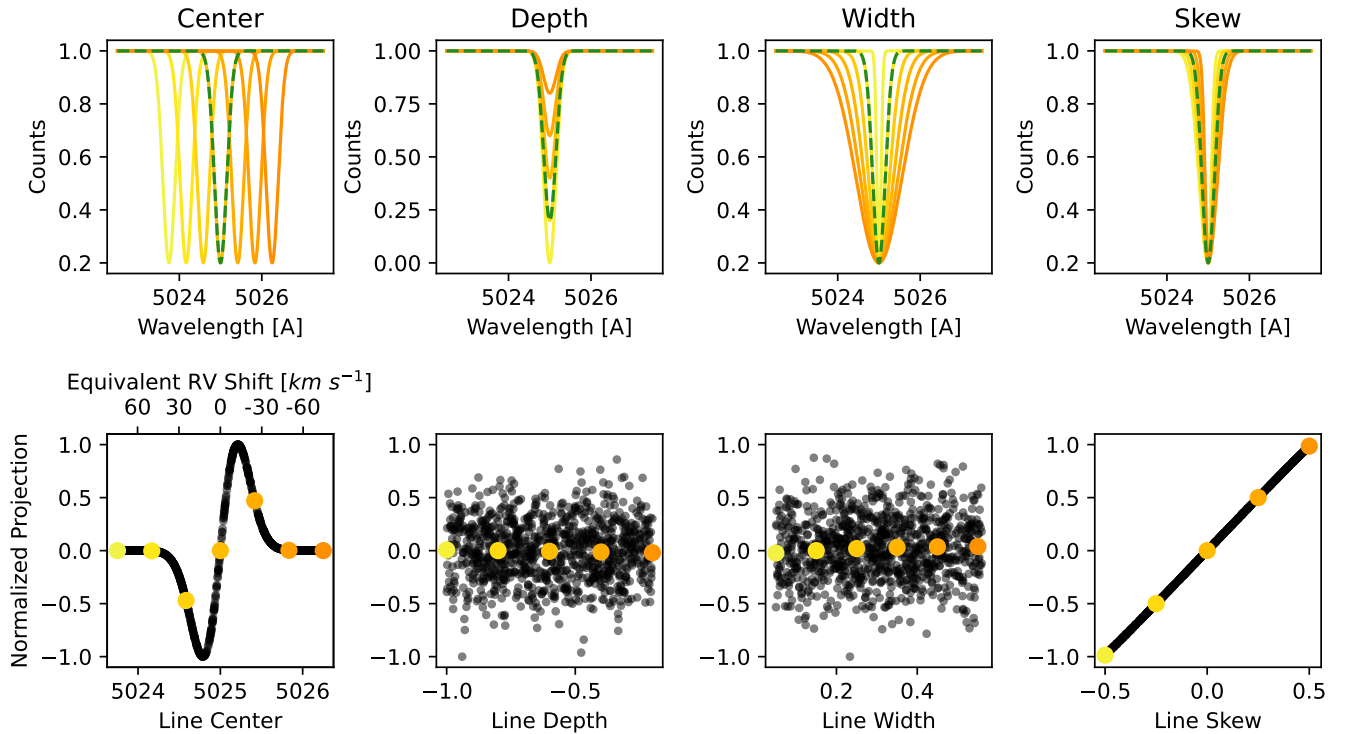 Center
Depth
Width
Skew
1.0
0.8
0.6
0.4
0.2
Counts
5024 5026
Wavelength [A]
1.00
0.75
0.50
0.25
0.00
Counts
5024 5026
Wavelength [A]
1.0
0.8
0.6
0.4
0.2
Counts
5024 5026
Wavelength [A]
1.0
0.8
0.6
0.4
0.2
Counts
5024 5026
Wavelength [A]
Equivalent RV Shift [km s⁻¹]
60 30 0 -30 -60
Normalized Projection
1.0
0.5
0.0
−0.5
−1.0
5024 5025 5026
Line Center
1.0
0.5
0.0
−0.5
−1.0
−1.0 −0.5
Line Depth
1.0
0.5
0.0
−0.5
−1.0
0.2 0.4
Line Width
1.0
0.5
0.0
−0.5
−1.0
−0.5 0.0 0.5
Line Skew